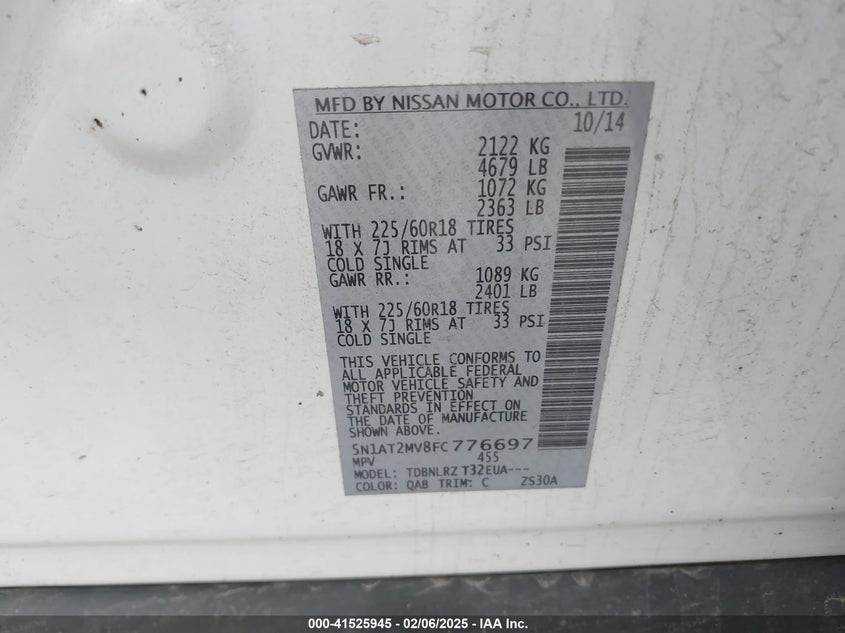 MFD BY NISSAN MOTOR CO., LTD.
DATE: 10/14
GVWR: 2122 KG
4679 LB
GAWR FR.: 1072 KG
2363 LB
WITH 225/60R18 TIRES
18 X 7J RIMS AT 33 PSI
COLD SINGLE
GAWR RR.: 1089 KG
2401 LB
WITH 225/60R18 TIRES
18 X 7J RIMS AT 33 PSI
COLD SINGLE
THIS VEHICLE CONFORMS TO
ALL APPLICABLE FEDERAL
MOTOR VEHICLE SAFETY AND
THEFT PREVENTION
STANDARDS IN EFFECT ON
THE DATE OF MANUFACTURE
SHOWN ABOVE.
5N1AT2MV8FC776697
MPV 455
MODEL: TDBNLRZ T32EUA---
COLOR: QAB TRIM: C ZS30A
000-41525945 - 02/06/2025 - IAA Inc.